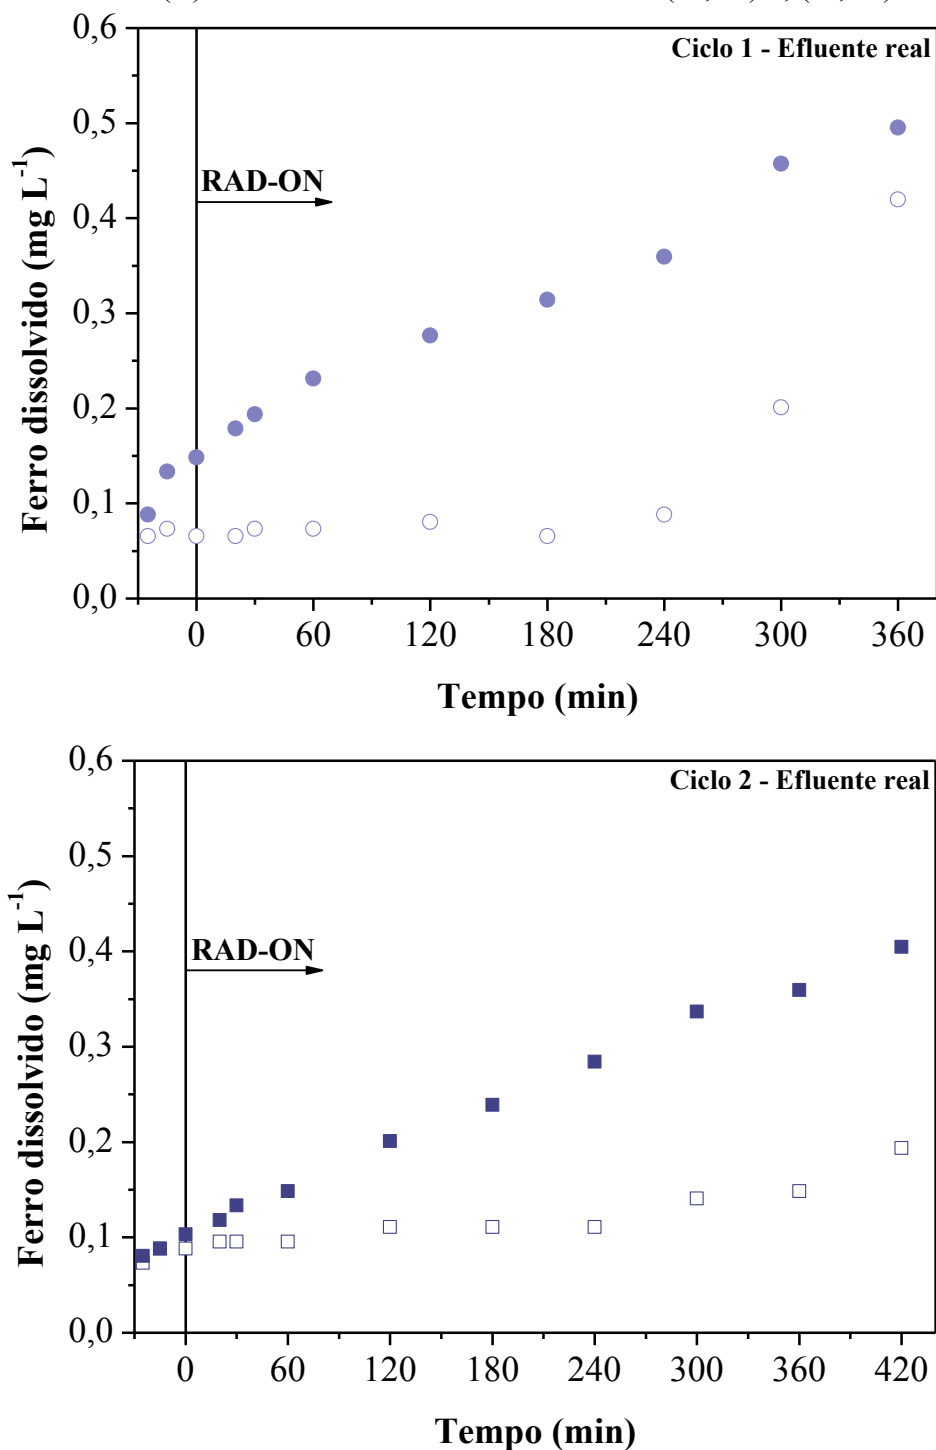 0,6
Ciclo 1 - Efluente real
0,5
RAD-ON
0,4
0,3
0,2
0,1
0,0
Ferro dissolvido (mg L⁻¹)
0 60 120 180 240 300 360
Tempo (min)
0,6
Ciclo 2 - Efluente real
0,5
RAD-ON
0,4
0,3
0,2
0,1
0,0
Ferro dissolvido (mg L⁻¹)
0 60 120 180 240 300 360 420
Tempo (min)